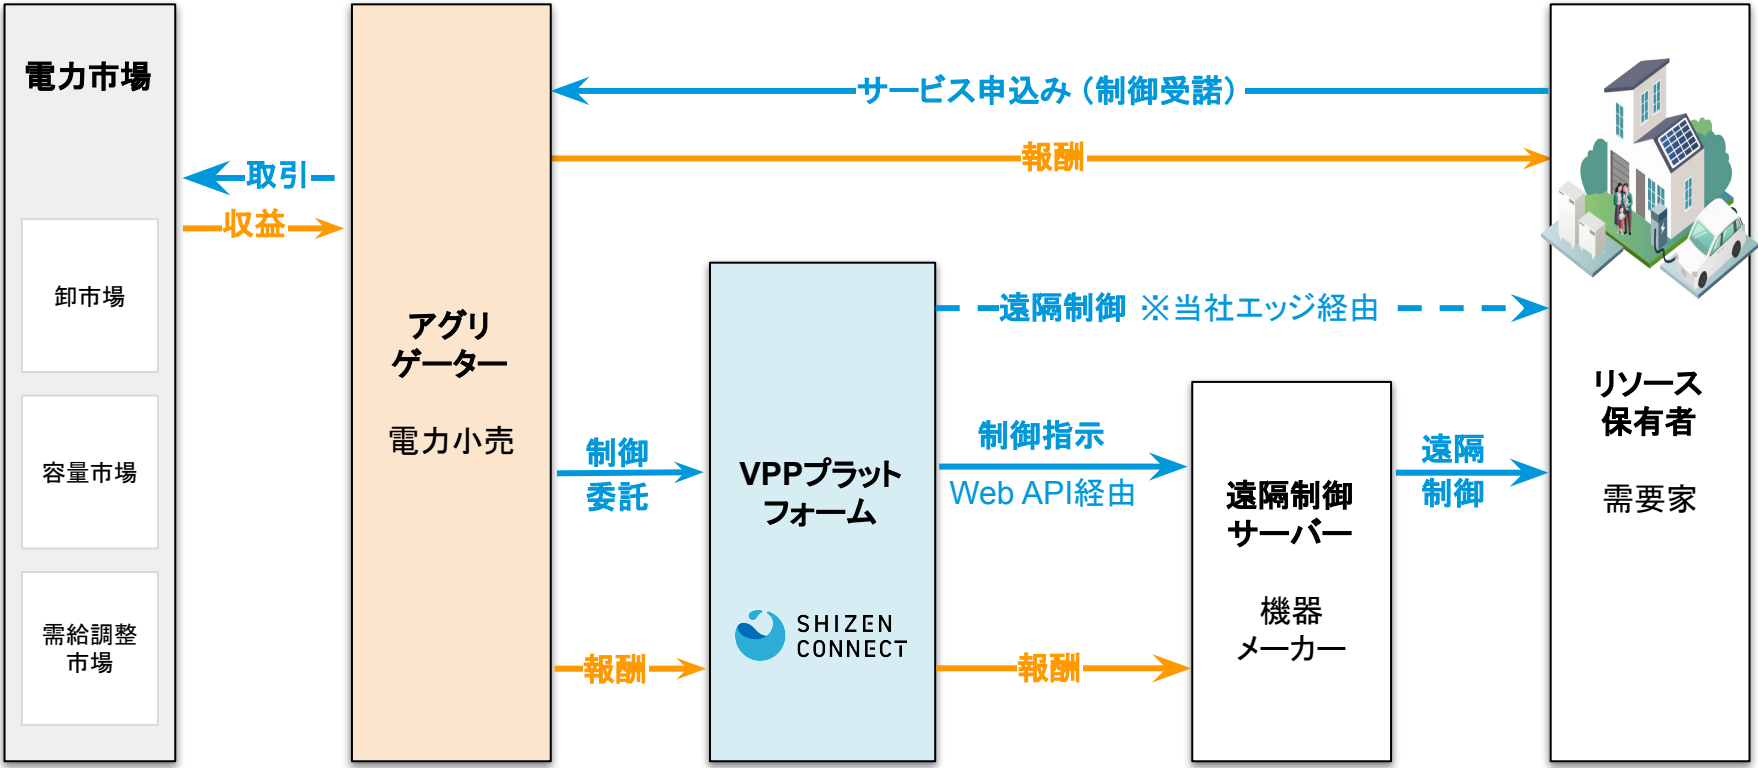 電力市場
卸市場
容量市場
需給調整
市場
取引
収益
アグリ
ゲーター
電力小売
サービス申込み（制御受諾）
報酬
制御
委託
報酬
VPPプラット
フォーム
SHIZEN
CONNECT
遠隔制御 ※当社エッジ経由
制御指示
Web API経由
報酬
遠隔制御
サーバー
機器
メーカー
遠隔
制御
リソース
保有者
需要家